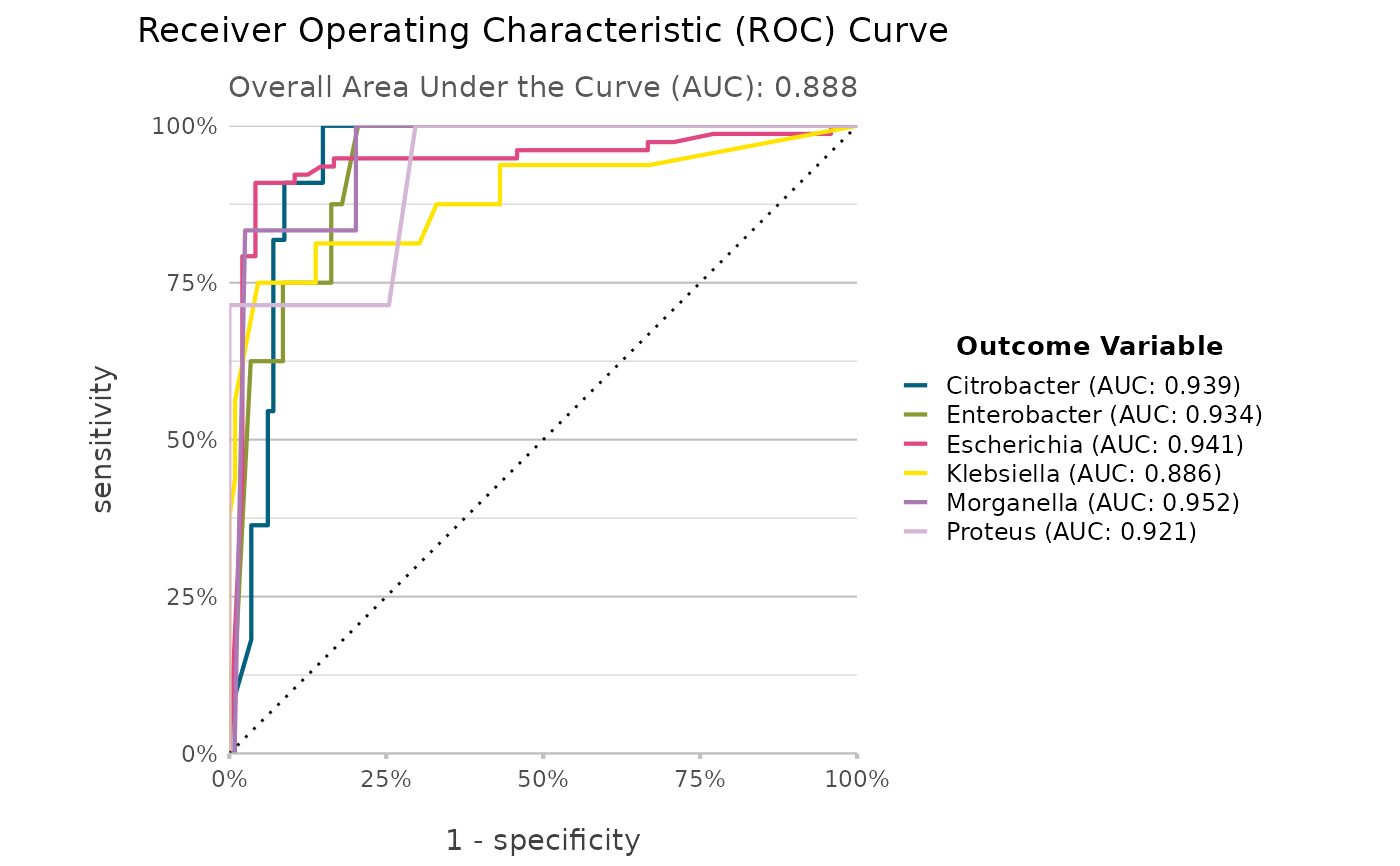 Receiver Operating Characteristic (ROC) Curve
Overall Area Under the Curve (AUC): 0.888
100%
75%
50%
25%
0%
sensitivity
0%
25%
50%
75%
100%
1 - specificity
Outcome Variable
Citrobacter (AUC: 0.939)
Enterobacter (AUC: 0.934)
Escherichia (AUC: 0.941)
Klebsiella (AUC: 0.886)
Morganella (AUC: 0.952)
Proteus (AUC: 0.921)